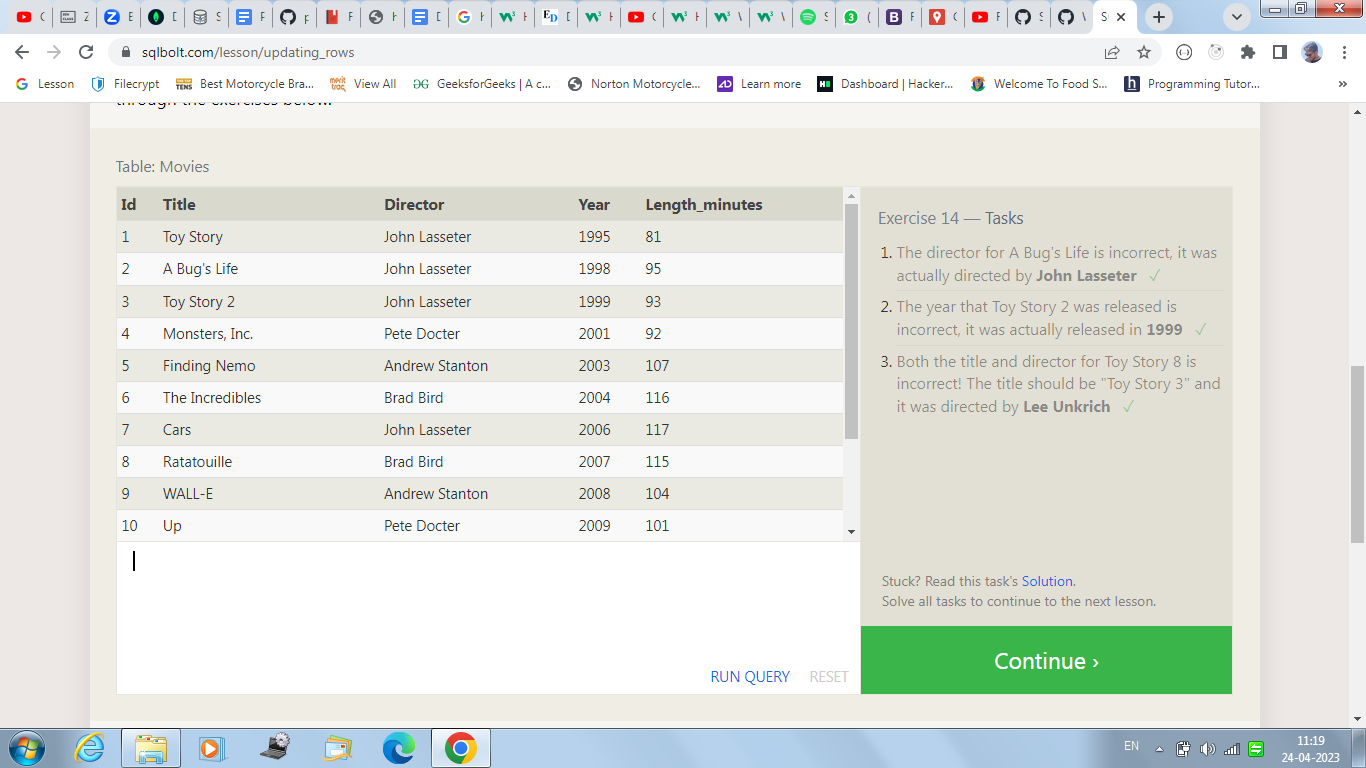 sqlbolt.com/lesson/updating_rows
Lesson
Filecrypt
Best Motorcycle Bra...
View All
GeeksforGeeks | A c...
Norton Motorcycle...
Learn more
Dashboard | Hacker...
Welcome To Food S...
Programming Tutor...
»
through the exercises below.
Table: Movies
Id Title Director Year Length_minutes
1 Toy Story John Lasseter 1995 81
2 A Bug's Life John Lasseter 1998 95
3 Toy Story 2 John Lasseter 1999 93
4 Monsters, Inc. Pete Docter 2001 92
5 Finding Nemo Andrew Stanton 2003 107
6 The Incredibles Brad Bird 2004 116
7 Cars John Lasseter 2006 117
8 Ratatouille Brad Bird 2007 115
9 WALL-E Andrew Stanton 2008 104
10 Up Pete Docter 2009 101
RUN QUERY RESET
Exercise 14 — Tasks
1. The director for A Bug's Life is incorrect, it was
actually directed by John Lasseter ✓
2. The year that Toy Story 2 was released is
incorrect, it was actually released in 1999 ✓
3. Both the title and director for Toy Story 8 is
incorrect! The title should be "Toy Story 3" and
it was directed by Lee Unkrich ✓
Stuck? Read this task's Solution.
Solve all tasks to continue to the next lesson.
Continue ›
EN
11:19
24-04-2023